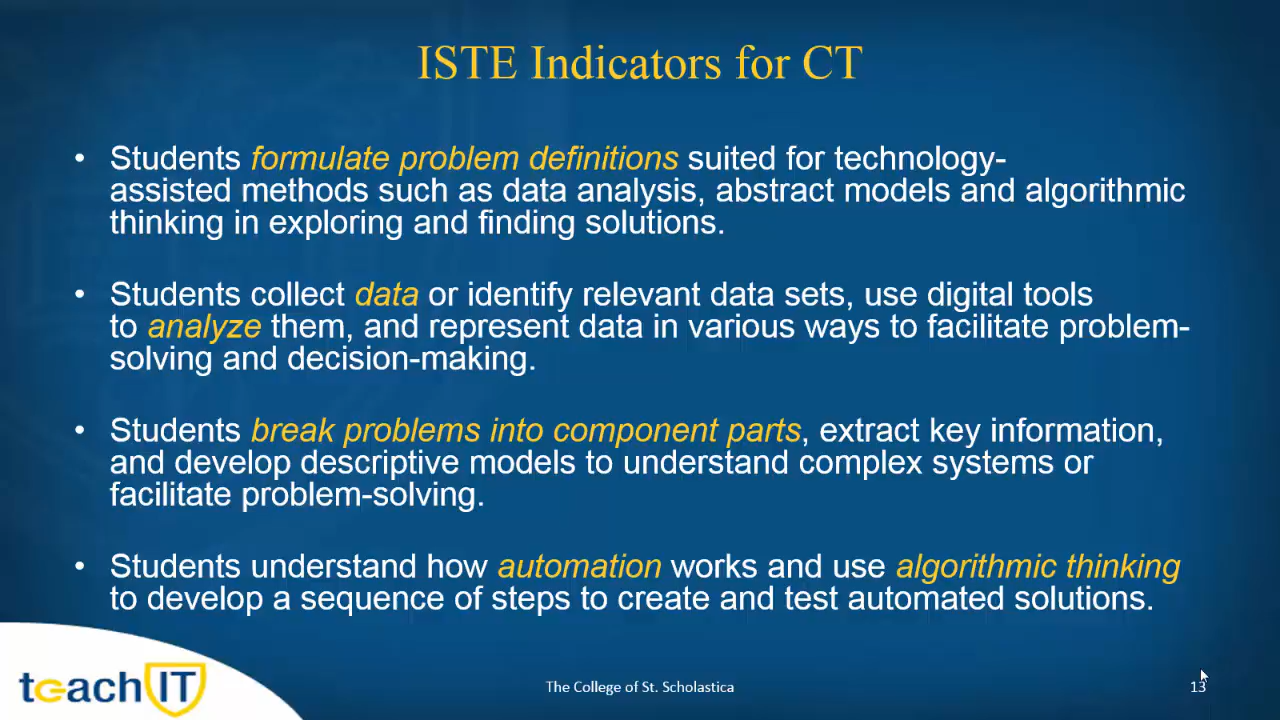 ISTE Indicators for CT
• Students formulate problem definitions suited for technology-
assisted methods such as data analysis, abstract models and algorithmic
thinking in exploring and finding solutions.
• Students collect data or identify relevant data sets, use digital tools
to analyze them, and represent data in various ways to facilitate problem-
solving and decision-making.
• Students break problems into component parts, extract key information,
and develop descriptive models to understand complex systems or
facilitate problem-solving.
• Students understand how automation works and use algorithmic thinking
to develop a sequence of steps to create and test automated solutions.
teachIT
The College of St. Scholastica
13